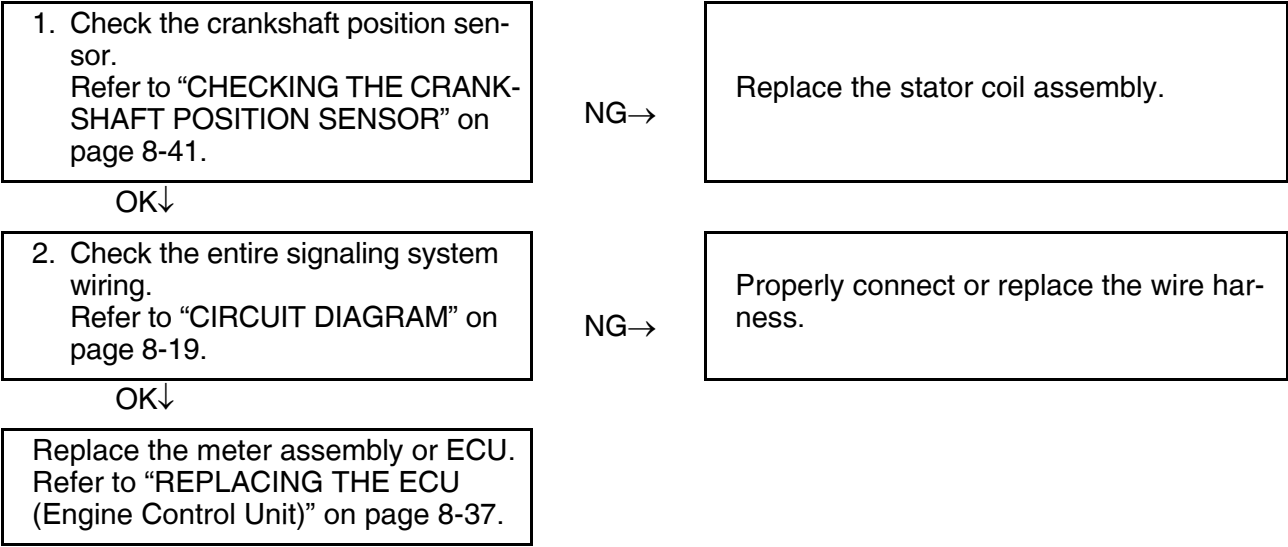 1. Check the crankshaft position sen-
sor.
Refer to “CHECKING THE CRANK-
SHAFT POSITION SENSOR” on
page 8-41.
NG→
Replace the stator coil assembly.
OK↓
2. Check the entire signaling system
wiring.
Refer to “CIRCUIT DIAGRAM” on
page 8-19.
NG→
Properly connect or replace the wire har-
ness.
OK↓
Replace the meter assembly or ECU.
Refer to “REPLACING THE ECU
(Engine Control Unit)” on page 8-37.